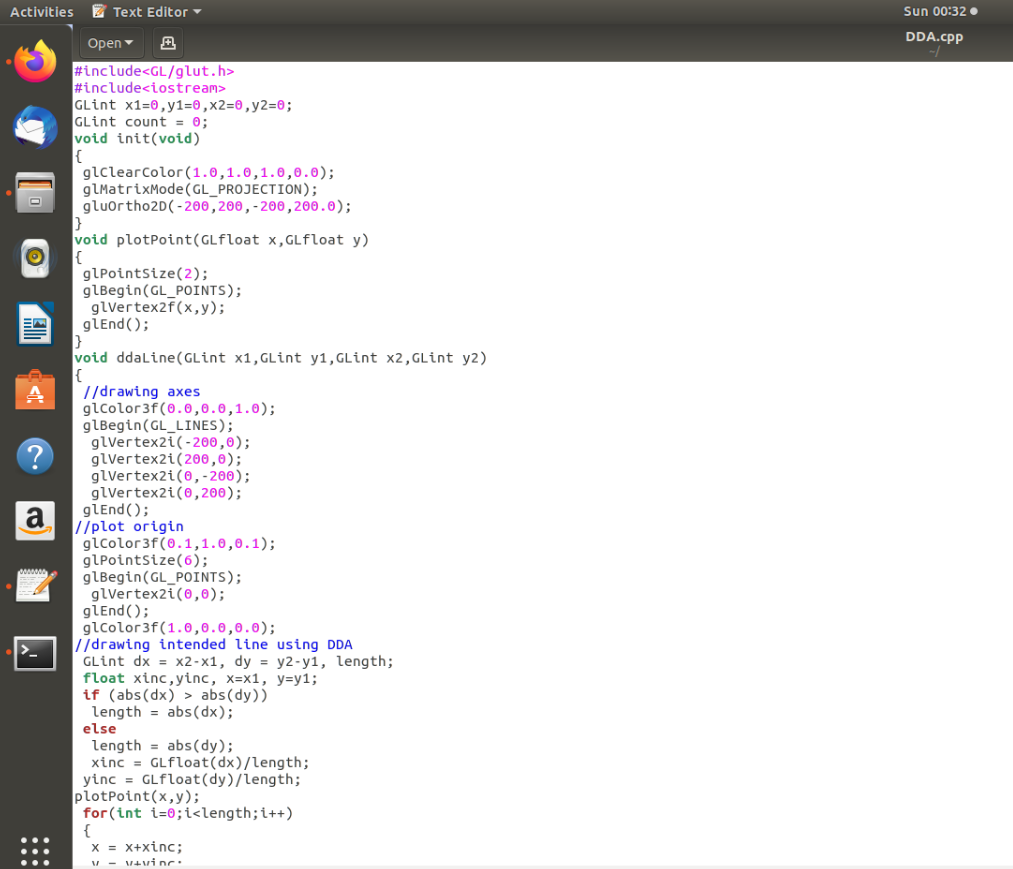 Activities
Text Editor
Sun 00:32
Open
DDA.cpp
~/
#include<GL/glut.h>
#include<iostream>
GLint x1=0,y1=0,x2=0,y2=0;
GLint count = 0;
void init(void)
{
 glClearColor(1.0,1.0,1.0,0.0);
 glMatrixMode(GL_PROJECTION);
 gluOrtho2D(-200,200,-200,200.0);
}
void plotPoint(GLfloat x,GLfloat y)
{
 glPointSize(2);
 glBegin(GL_POINTS);
  glVertex2f(x,y);
 glEnd();
}
void ddaLine(GLint x1,GLint y1,GLint x2,GLint y2)
{
 //drawing axes
 glColor3f(0.0,0.0,1.0);
 glBegin(GL_LINES);
  glVertex2i(-200,0);
  glVertex2i(200,0);
  glVertex2i(0,-200);
  glVertex2i(0,200);
 glEnd();
//plot origin
 glColor3f(0.1,1.0,0.1);
 glPointSize(6);
 glBegin(GL_POINTS);
  glVertex2i(0,0);
 glEnd();
 glColor3f(1.0,0.0,0.0);
//drawing intended line using DDA
 GLint dx = x2-x1, dy = y2-y1, length;
 float xinc,yinc, x=x1, y=y1;
 if (abs(dx) > abs(dy))
  length = abs(dx);
 else
  length = abs(dy);
  xinc = GLfloat(dx)/length;
 yinc = GLfloat(dy)/length;
plotPoint(x,y);
 for(int i=0;i<length;i++)
 {
  x = x+xinc;
  y = y+yinc;